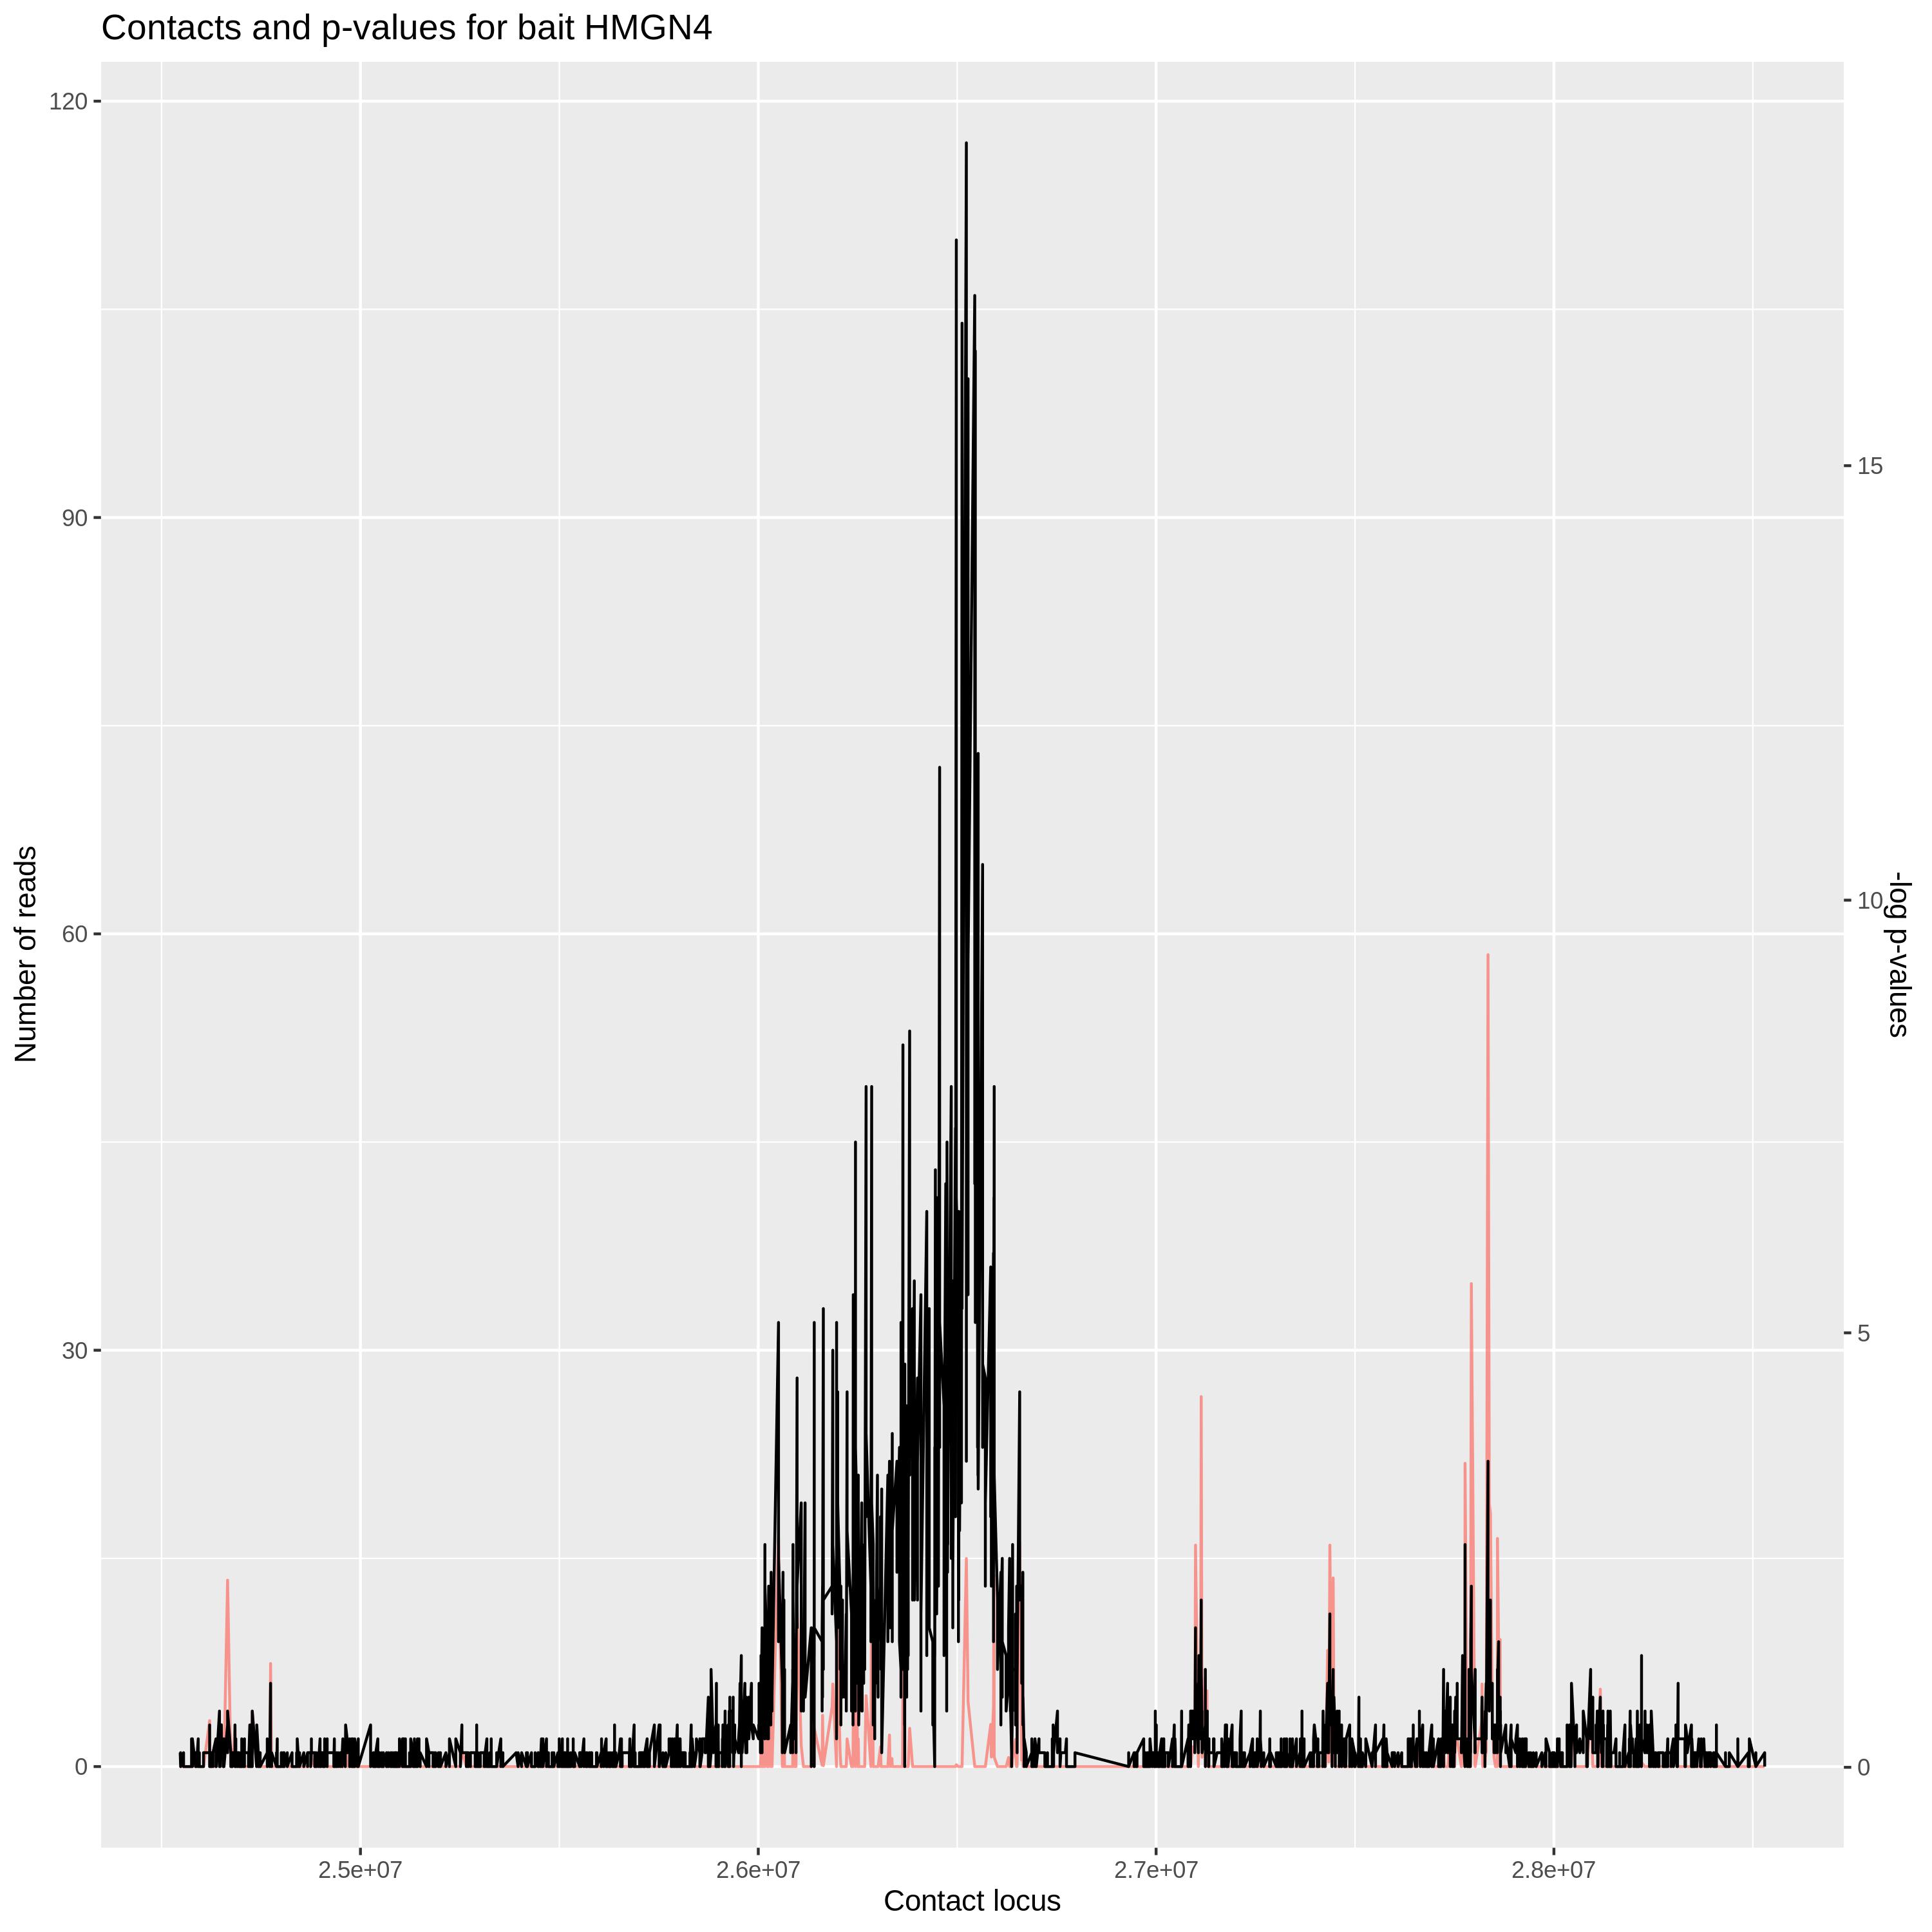 Contacts and p-values for bait HMGN4
120
90
60
30
0
Number of reads
15
10
5
0
-log p-values
2.5e+07
2.6e+07
2.7e+07
2.8e+07
Contact locus